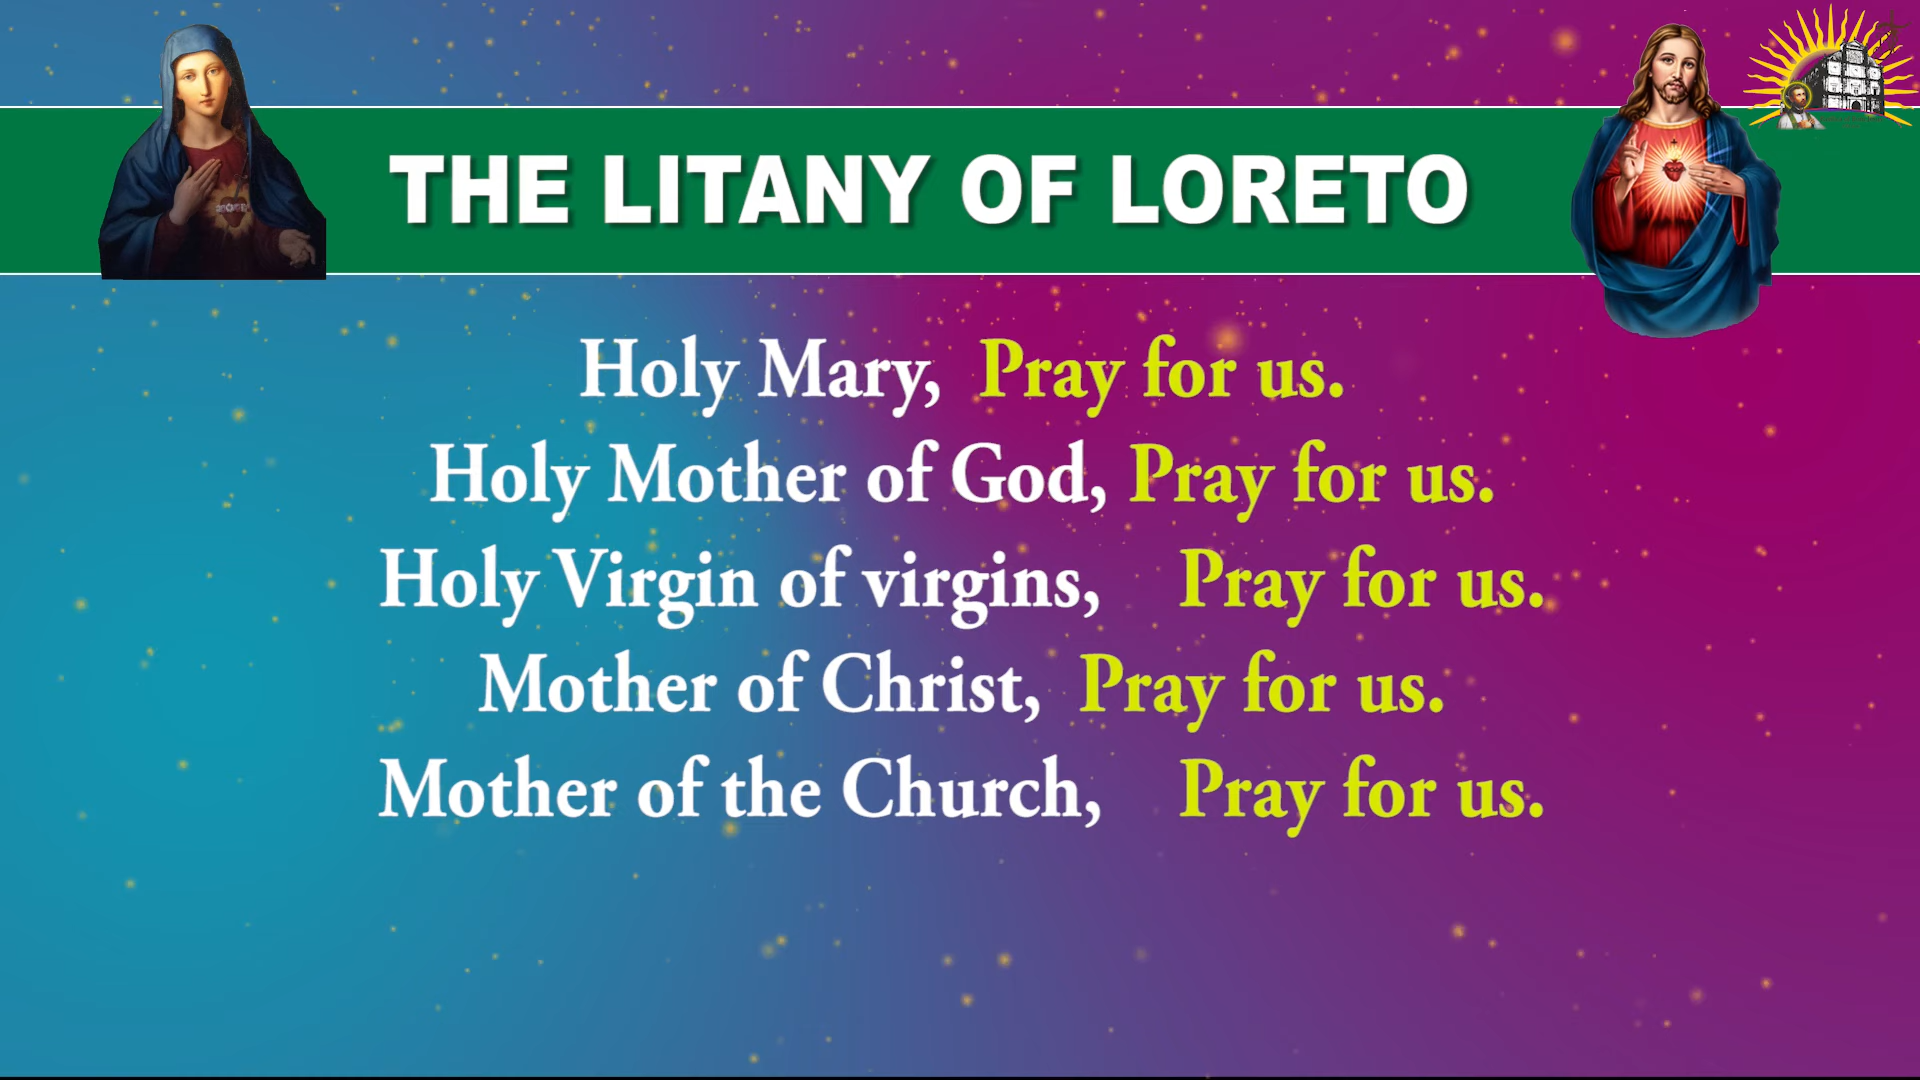 THE LITANY OF LORETO
Holy Mary, Pray for us.
Holy Mother of God, Pray for us.
Holy Virgin of virgins, Pray for us.
Mother of Christ, Pray for us.
Mother of the Church, Pray for us.